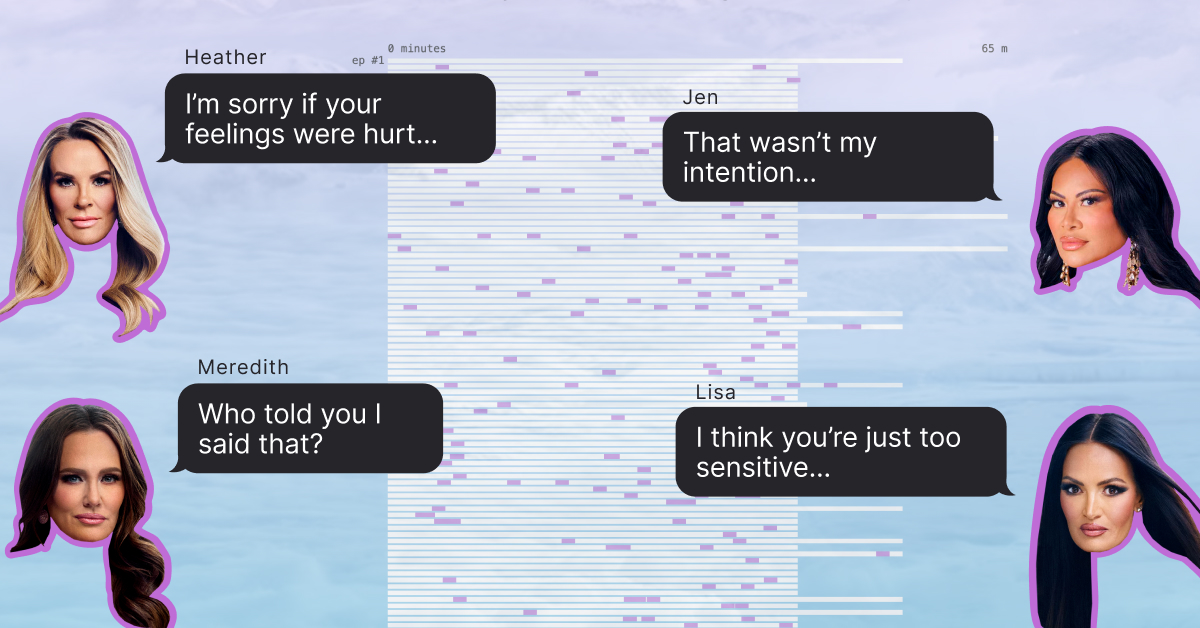 0 minutes
65 m
ep #1
Heather
I’m sorry if your
feelings were hurt...
Jen
That wasn’t my
intention...
Meredith
Who told you I
said that?
Lisa
I think you’re just too
sensitive...